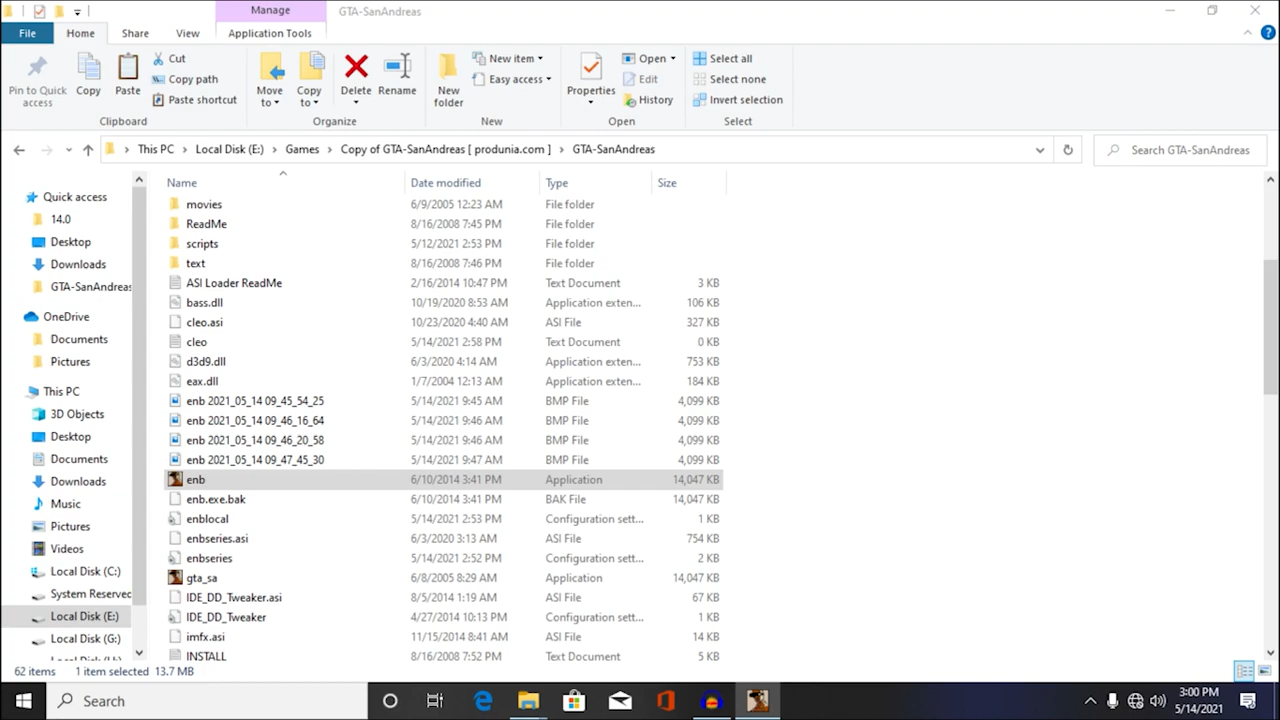 Manage
GTA-SanAndreas
File
Home
Share
View
Application Tools
Pin to Quick access
Copy
Paste
Cut
Copy path
Paste shortcut
Clipboard
Move to
Copy to
Delete
Rename
Organize
New folder
New item
Easy access
New
Properties
Open
Edit
History
Open
Select all
Select none
Invert selection
Select
This PC > Local Disk (E:) > Games > Copy of GTA-SanAndreas [ produnia.com ] > GTA-SanAndreas
Search GTA-SanAndreas
Quick access
14.0
Desktop
Downloads
GTA-SanAndreas
OneDrive
Documents
Pictures
This PC
3D Objects
Desktop
Documents
Downloads
Music
Pictures
Videos
Local Disk (C:)
System Reserved
Local Disk (E:)
Local Disk (G:)
Name Date modified Type Size
movies 6/9/2005 12:23 AM File folder
ReadMe 8/16/2008 7:45 PM File folder
scripts 5/12/2021 2:53 PM File folder
text 8/16/2008 7:46 PM File folder
ASI Loader ReadMe 2/16/2014 10:47 PM Text Document 3 KB
bass.dll 10/19/2020 8:53 AM Application exten... 106 KB
cleo.asi 10/23/2020 4:40 AM ASI File 327 KB
cleo 5/14/2021 2:58 PM Text Document 0 KB
d3d9.dll 6/3/2020 4:14 AM Application exten... 753 KB
eax.dll 1/7/2004 12:13 AM Application exten... 184 KB
enb 2021_05_14 09_45_54_25 5/14/2021 9:45 AM BMP File 4,099 KB
enb 2021_05_14 09_46_16_64 5/14/2021 9:46 AM BMP File 4,099 KB
enb 2021_05_14 09_46_20_58 5/14/2021 9:46 AM BMP File 4,099 KB
enb 2021_05_14 09_47_45_30 5/14/2021 9:47 AM BMP File 4,099 KB
enb 6/10/2014 3:41 PM Application 14,047 KB
enb.exe.bak 6/10/2014 3:41 PM BAK File 14,047 KB
enblocal 5/14/2021 2:53 PM Configuration sett... 1 KB
enbseries.asi 6/3/2020 3:13 AM ASI File 754 KB
enbseries 5/14/2021 2:52 PM Configuration sett... 2 KB
gta_sa 6/8/2005 8:29 AM Application 14,047 KB
IDE_DD_Tweaker.asi 8/5/2014 1:19 AM ASI File 67 KB
IDE_DD_Tweaker 4/27/2014 10:13 PM Configuration sett... 1 KB
imfx.asi 11/15/2014 8:41 AM ASI File 14 KB
INSTALL 8/16/2008 7:52 PM Text Document 5 KB
62 items 1 item selected 13.7 MB
Search
3:00 PM
5/14/2021